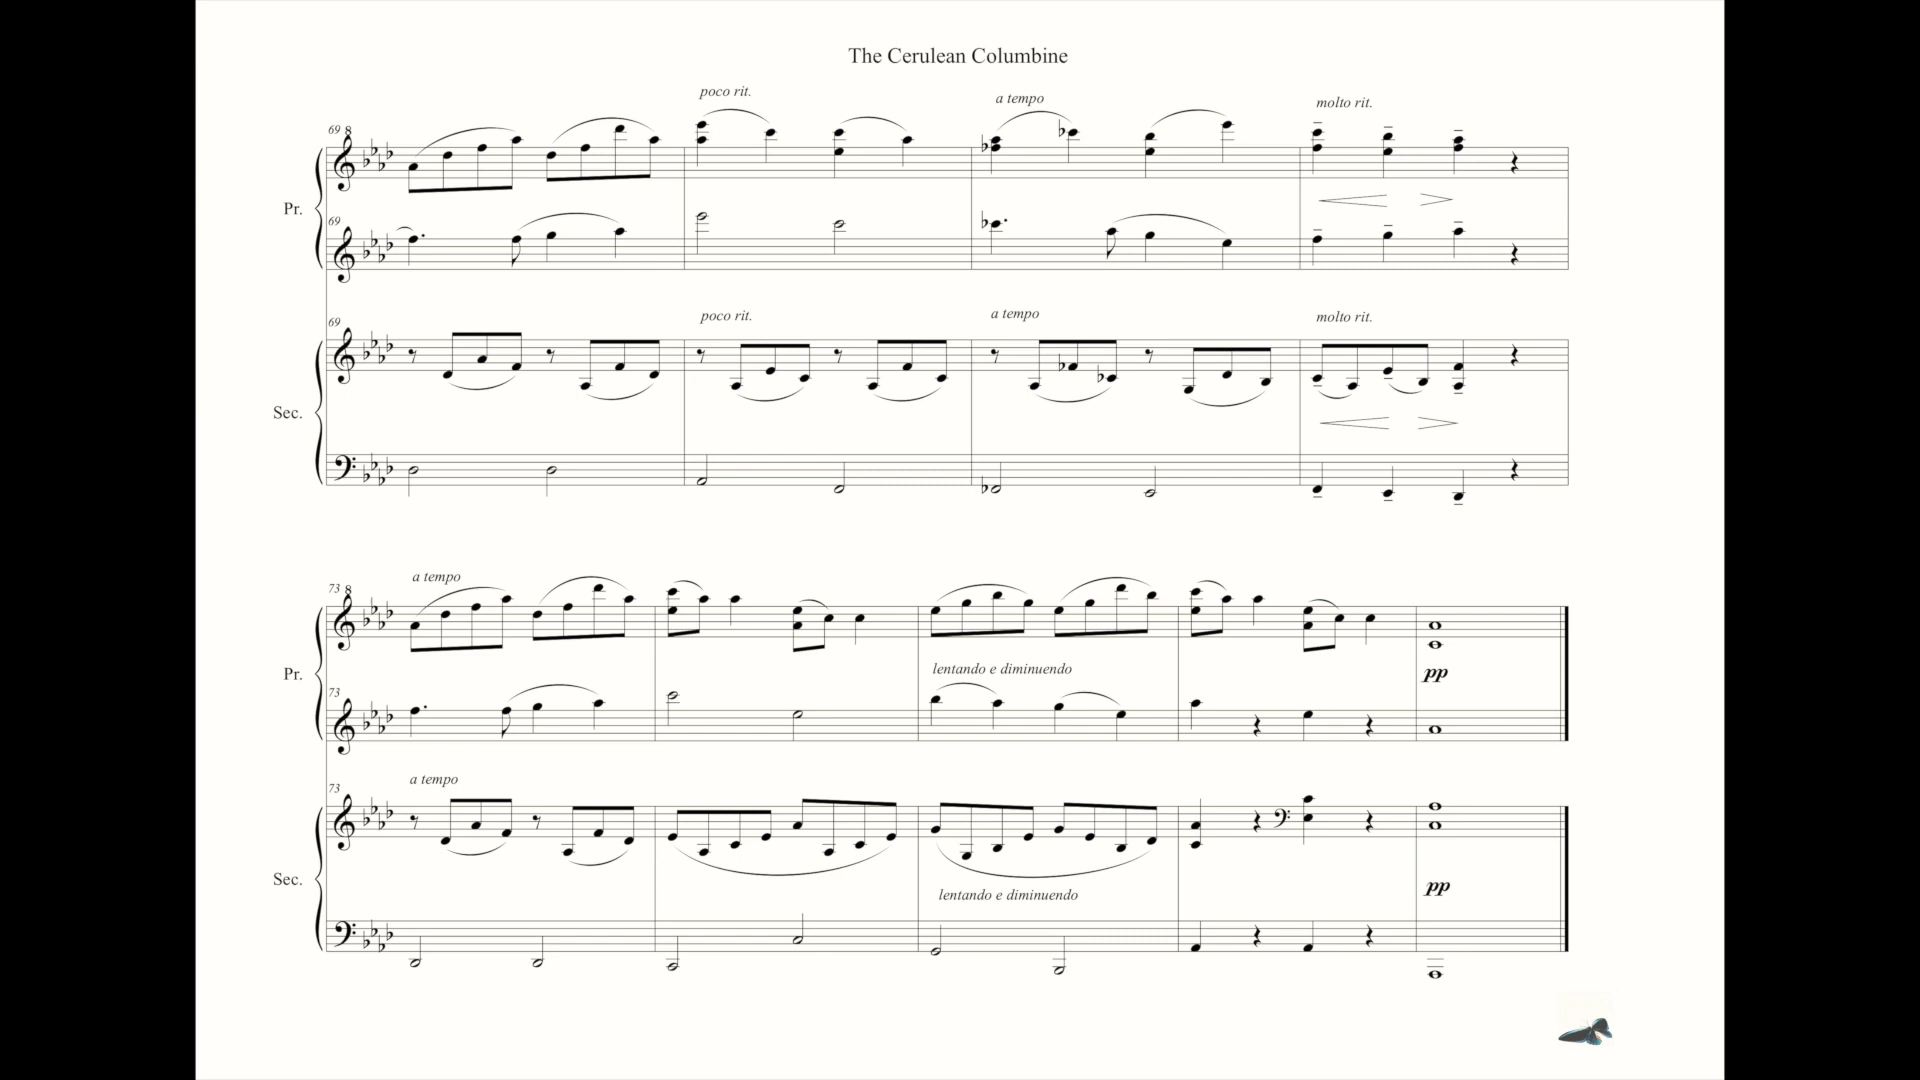 The Cerulean Columbine
poco rit.
a tempo
molto rit.
69 8
Pr.
69
69
poco rit.
a tempo
molto rit.
Sec.
73 8
a tempo
Pr.
lentando e diminuendo
pp
73
73
a tempo
Sec.
pp
lentando e diminuendo